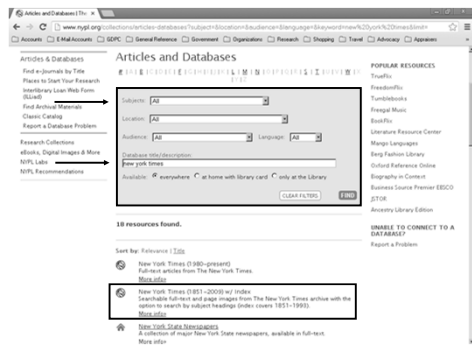 Articles and Databases | Th
www.nypl.org/collections/articles-databases?subject=&location=&audience=&language=&keyword=new%20york%20times&limit=
Accounts E-Mail Accounts GDPC General Reference Government Organizations Research Shopping Travel Advocacy Appraisers
Articles & Databases
Find e-Journals by Title
Places to Start Your Research
Interlibrary Loan Web Form
(ILLiad)
Find Archival Materials
Classic Catalog
Report a Database Problem
Research Collections
eBooks, Digital Images & More
NYPL Labs
NYPL Recommendations
Articles and Databases
# A B C D E F G H I J K L M N O P Q R S T U V W X
Y Z
Subjects: All
Location: All
Audience: All Language: All
Database title/description:
new york times
Available: everywhere at home with library card only at the Library
CLEAR FILTERS FIND
18 resources found.
Sort by: Relevance | Title
New York Times (1980-present)
Full-text articles from The New York Times.
More info»
New York Times (1851-2009) w/ Index
Searchable full-text and page images from The New York Times archive with the
option to search by subject headings (index covers 1851-1993).
More info»
New York State Newspapers
A collection of major New York State newspapers, available in full-text.
More info»
POPULAR RESOURCES
TrueFlix
FreedomFlix
Tumblebooks
Freegal Music
BookFlix
Literature Resource Center
Mango Languages
Berg Fashion Library
Oxford Reference Online
Biography in Context
Business Source Premier EBSCO
JSTOR
Ancestry Library Edition
UNABLE TO CONNECT TO A
DATABASE?
Report a Problem